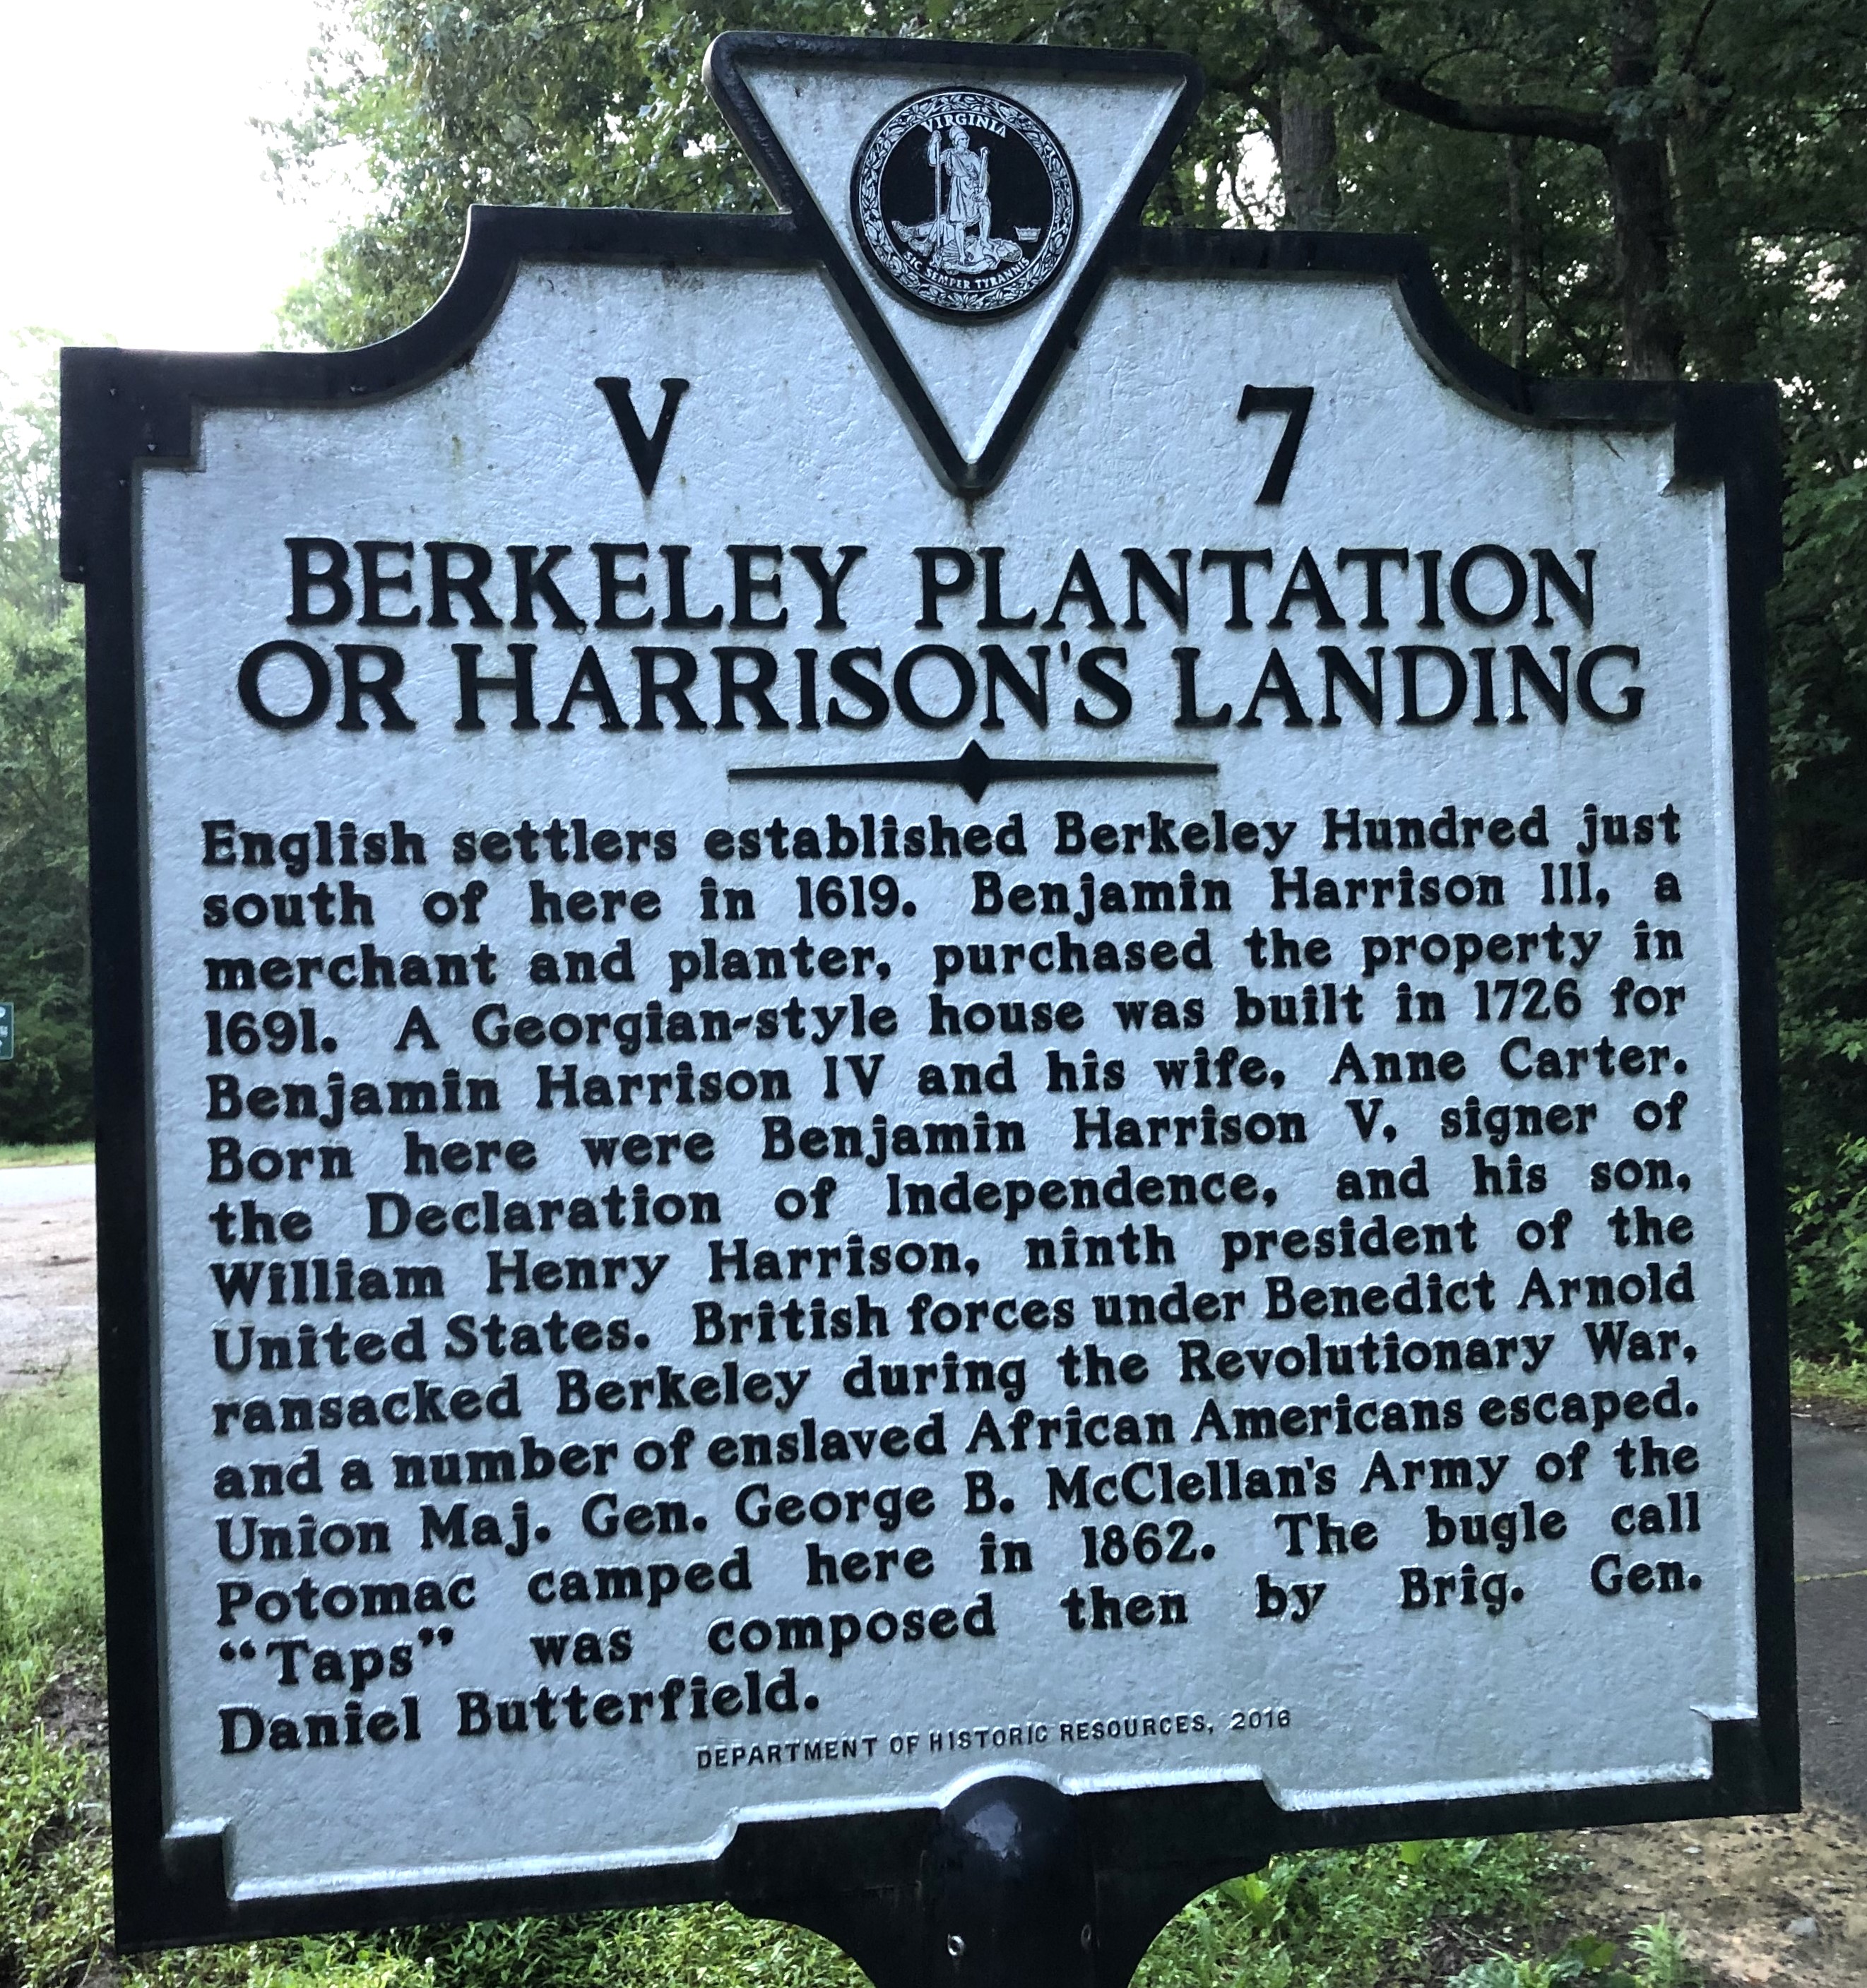 VIRGINIA
SIC SEMPER TYRANNIS
V 7
BERKELEY PLANTATION
OR HARRISON'S LANDING
English settlers established Berkeley Hundred just
south of here in 1619. Benjamin Harrison III, a
merchant and planter, purchased the property in
1691. A Georgian-style house was built in 1726 for
Benjamin Harrison IV and his wife, Anne Carter.
Born here were Benjamin Harrison V, signer of
the Declaration of Independence, and his son,
William Henry Harrison, ninth president of the
United States. British forces under Benedict Arnold
ransacked Berkeley during the Revolutionary War,
and a number of enslaved African Americans escaped.
Union Maj. Gen. George B. McClellan's Army of the
Potomac camped here in 1862. The bugle call
“Taps” was composed then by Brig. Gen.
Daniel Butterfield.
DEPARTMENT OF HISTORIC RESOURCES, 2016